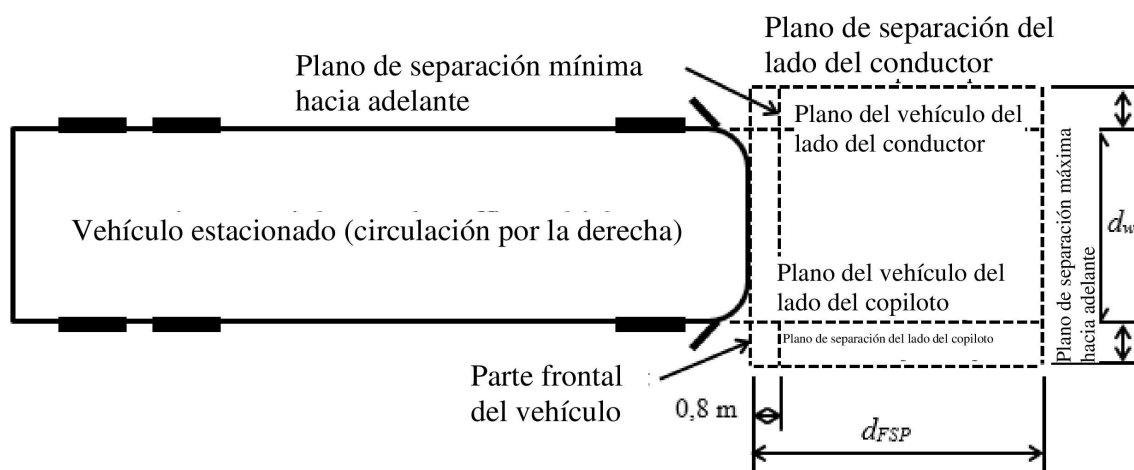 Plano de separación del
lado del conductor
Plano de separación mínima
hacia adelante
Plano del vehículo del
lado del conductor
Vehículo estacionado (circulación por la derecha)
Plano de separación máxima
hacia adelante
d_w
Plano del vehículo del
lado del copiloto
Plano de separación del lado del copiloto
Parte frontal
del vehículo
0,8 m
d_FSP